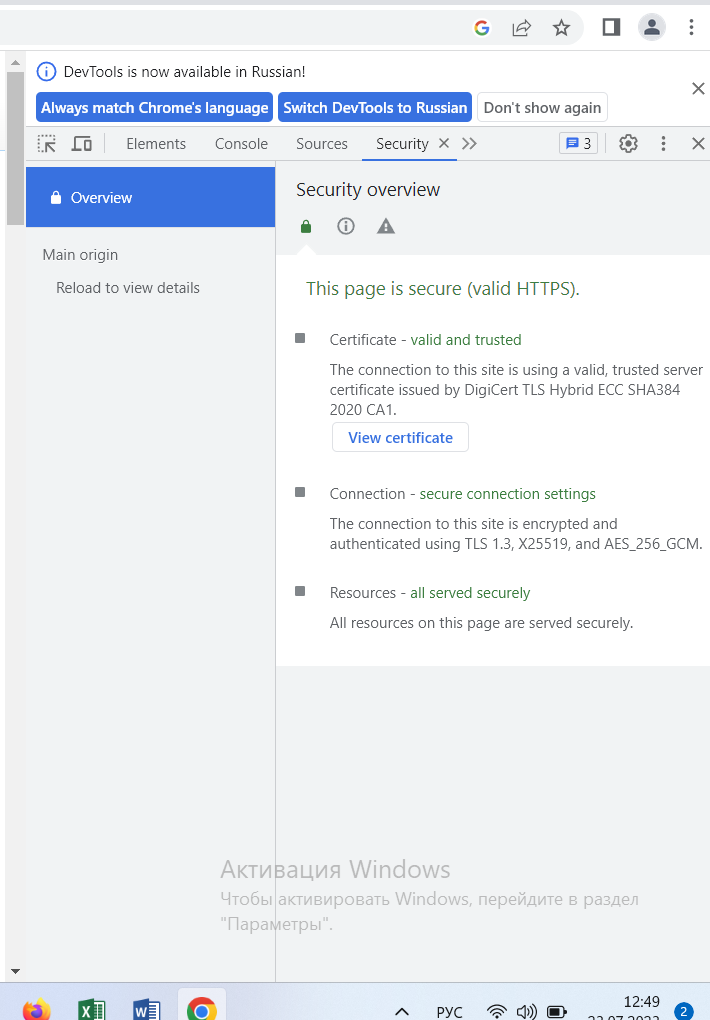 DevTools is now available in Russian!
Always match Chrome's language Switch DevTools to Russian Don't show again
Elements Console Sources Security 3
Overview
Main origin
Reload to view details
Security overview
This page is secure (valid HTTPS).
Certificate - valid and trusted
The connection to this site is using a valid, trusted server
certificate issued by DigiCert TLS Hybrid ECC SHA384
2020 CA1.
View certificate
Connection - secure connection settings
The connection to this site is encrypted and
authenticated using TLS 1.3, X25519, and AES_256_GCM.
Resources - all served securely
All resources on this page are served securely.
Активация Windows
Чтобы активировать Windows, перейдите в раздел
"Параметры".
РУС 12:49 2